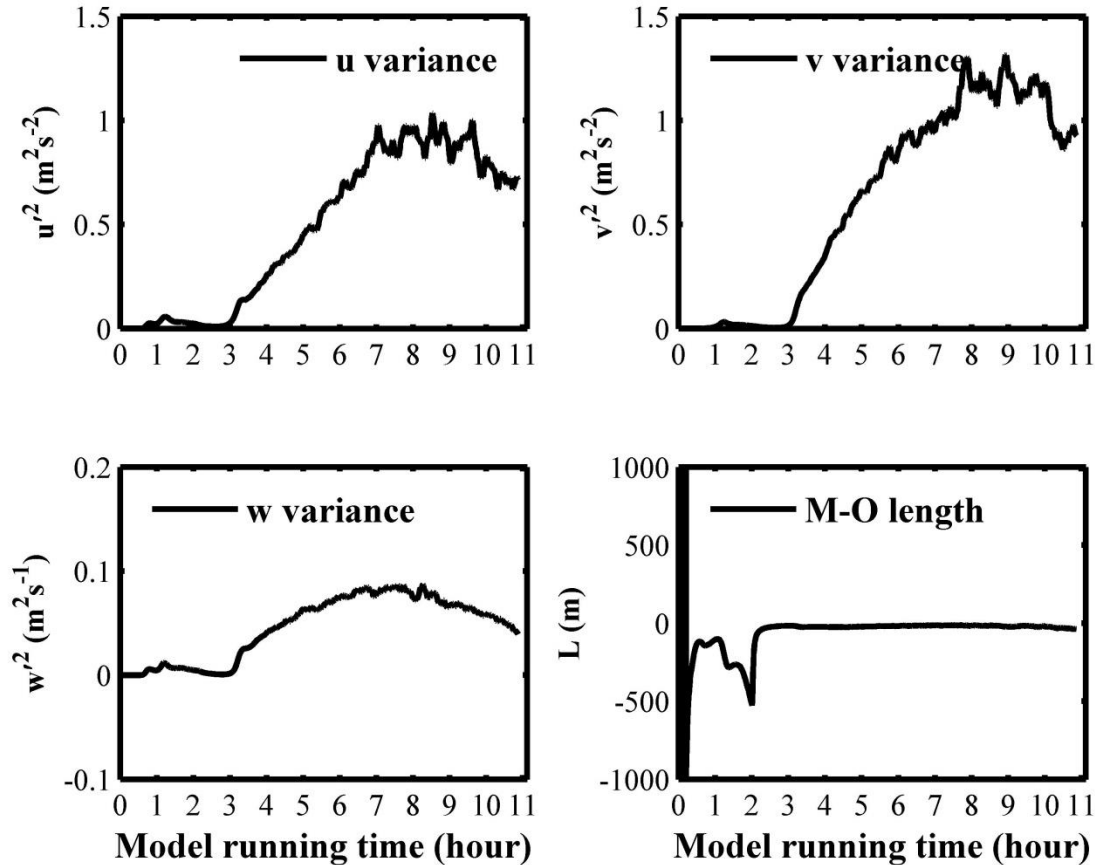 1.5
u variance
1
u′² (m²s⁻²)
0.5
0
0 1 2 3 4 5 6 7 8 9 10 11
1.5
v variance
1
v′² (m²s⁻²)
0.5
0
0 1 2 3 4 5 6 7 8 9 10 11
0.2
w variance
0.1
w′² (m²s⁻¹)
0
-0.1
0 1 2 3 4 5 6 7 8 9 10 11
Model running time (hour)
1000
M-O length
500
L (m)
0
-500
-1000
0 1 2 3 4 5 6 7 8 9 10 11
Model running time (hour)